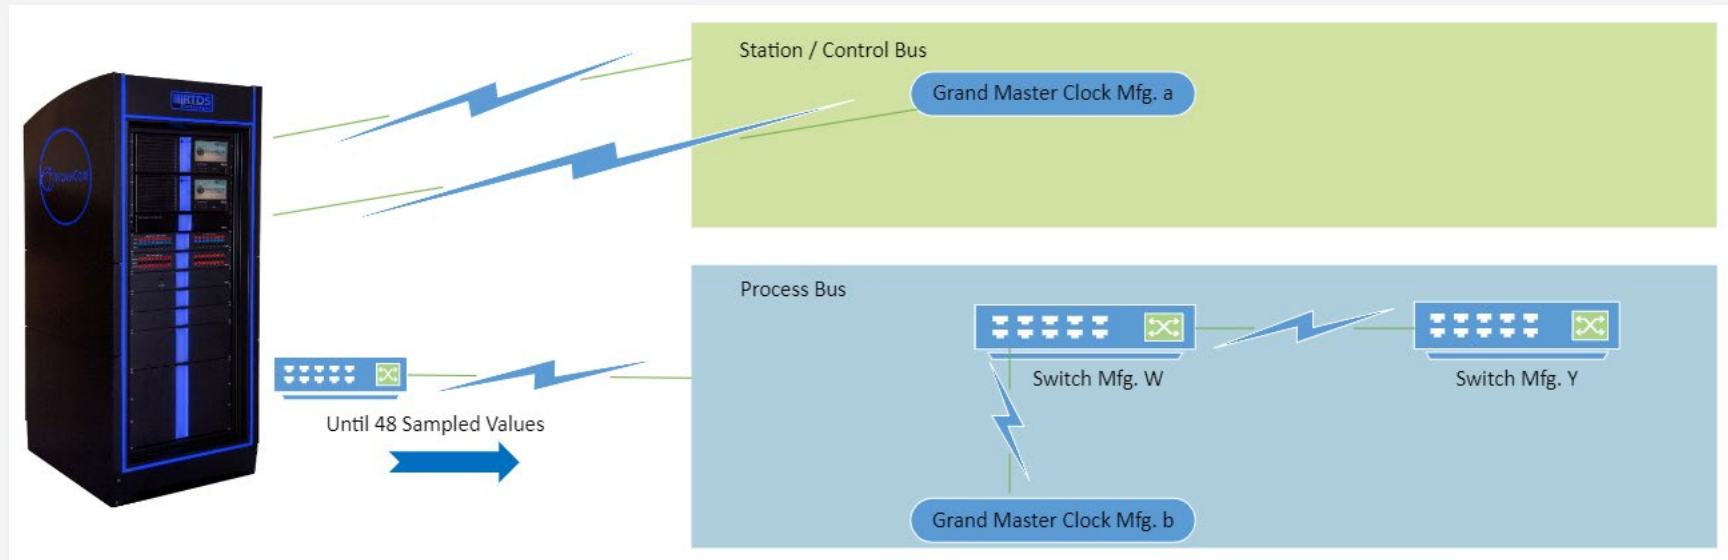 Station / Control Bus
Grand Master Clock Mfg. a
RTDS
NovaCor
Process Bus
Switch Mfg. W
Switch Mfg. Y
Until 48 Sampled Values
Grand Master Clock Mfg. b